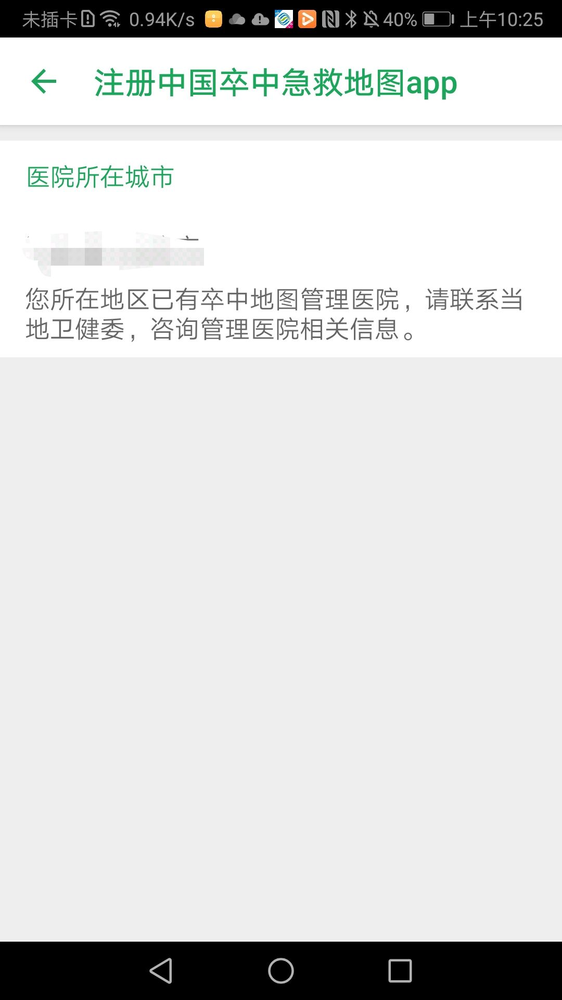 未插卡 0.94K/s 40% 上午10:25
注册中国卒中急救地图app
医院所在城市
您所在地区已有卒中地图管理医院，请联系当
地卫健委，咨询管理医院相关信息。